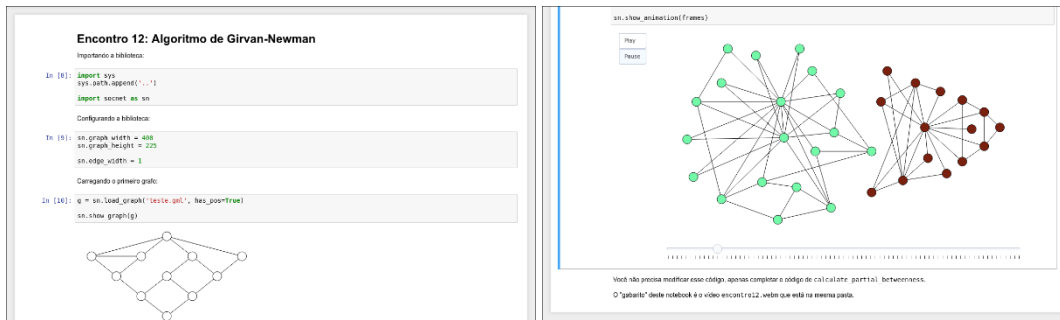 Encontro 12: Algoritmo de Girvan-Newman
Importando a biblioteca:
In [8]: import sys
sys.path.append('..')
import socnet as sn
Configurando a biblioteca:
In [9]: sn.graph_width = 400
sn.graph_height = 225
sn.edge_width = 1
Carregando o primeiro grafo:
In [10]: g = sn.load_graph('teste.gml', has_pos=True)
sn.show_graph(g)
sn.show_animation(frames)
Play
Pause
Você não precisa modificar esse código, apenas completar o código de calculate_partial_betweenness.
O "gabarito" deste notebook é o vídeo encontro12.webm que está na mesma pasta.